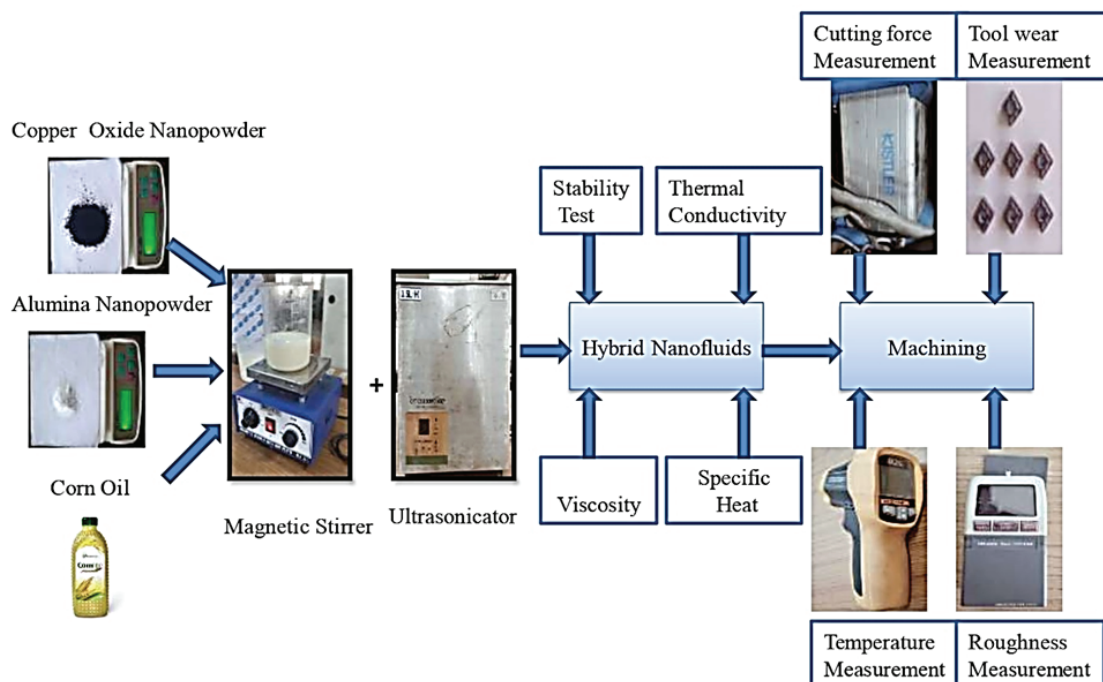 Cutting force
Measurement
Tool wear
Measurement
Copper Oxide Nanopowder
KISTLER
Stability
Test
Thermal
Conductivity
Alumina Nanopowder
Hybrid Nanofluids
Machining
+
Corn Oil
Magnetic Stirrer
Ultrasonicator
Viscosity
Specific
Heat
Temperature
Measurement
Roughness
Measurement